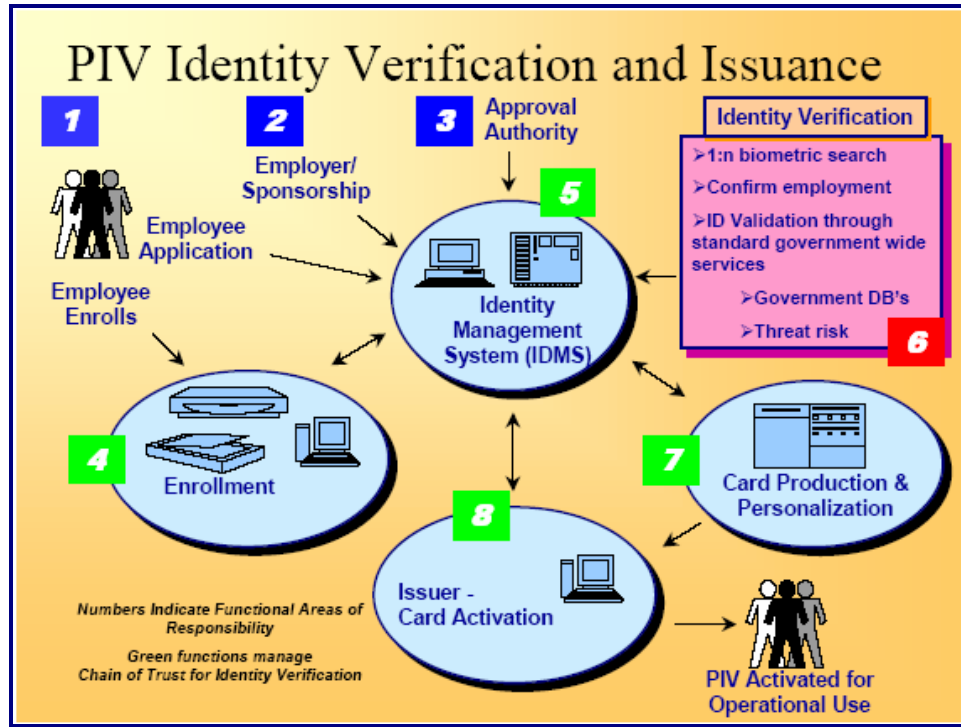 PIV Identity Verification and Issuance
1
2
3
Approval
Authority
Identity Verification
➢1:n biometric search
➢Confirm employment
➢ID Validation through
standard government wide
services
➢Government DB's
➢Threat risk
6
Employer/
Sponsorship
5
Employee
Application
Identity
Management
System (IDMS)
Employee
Enrolls
4
Enrollment
7
Card Production &
Personalization
8
Issuer -
Card Activation
Numbers Indicate Functional Areas of
Responsibility
Green functions manage
Chain of Trust for Identity Verification
PIV Activated for
Operational Use